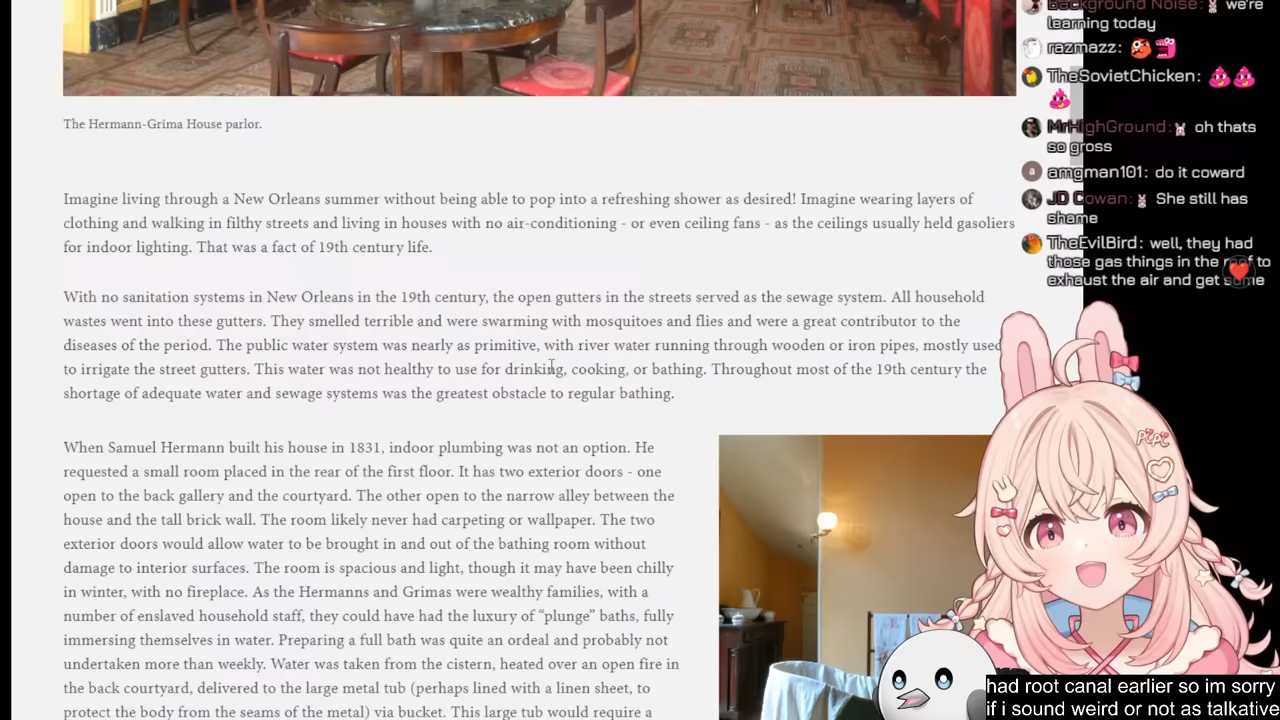 The Hermann-Grima House parlor.
Imagine living through a New Orleans summer without being able to pop into a refreshing shower as desired! Imagine wearing layers of
clothing and walking in filthy streets and living in houses with no air-conditioning - or even ceiling fans - as the ceilings usually held gasoliers
for indoor lighting. That was a fact of 19th century life.
With no sanitation systems in New Orleans in the 19th century, the open gutters in the streets served as the sewage system. All household
wastes went into these gutters. They smelled terrible and were swarming with mosquitoes and flies and were a great contributor to the
diseases of the period. The public water system was nearly as primitive, with river water running through wooden or iron pipes, mostly used
to irrigate the street gutters. This water was not healthy to use for drinking, cooking, or bathing. Throughout most of the 19th century the
shortage of adequate water and sewage systems was the greatest obstacle to regular bathing.
When Samuel Hermann built his house in 1831, indoor plumbing was not an option. He
requested a small room placed in the rear of the first floor. It has two exterior doors - one
open to the back gallery and the courtyard. The other open to the narrow alley between the
house and the tall brick wall. The room likely never had carpeting or wallpaper. The two
exterior doors would allow water to be brought in and out of the bathing room without
damage to interior surfaces. The room is spacious and light, though it may have been chilly
in winter, with no fireplace. As the Hermanns and Grimas were wealthy families, with a
number of enslaved household staff, they could have had the luxury of “plunge” baths, fully
immersing themselves in water. Preparing a full bath was quite an ordeal and probably not
undertaken more than weekly. Water was taken from the cistern, heated over an open fire in
the back courtyard, delivered to the large metal tub (perhaps lined with a linen sheet, to
protect the body from the seams of the metal) via bucket. This large tub would require a
Background Noise: we're
learning today
razmazz:
TheSovietChicken:
MrHighGround: oh thats
so gross
a amgman101: do it coward
JD Cowan: She still has
shame
TheEvilBird: well, they had
those gas things in the roof to
exhaust the air and get some
PiPi
had root canal earlier so im sorry
if i sound weird or not as talkative